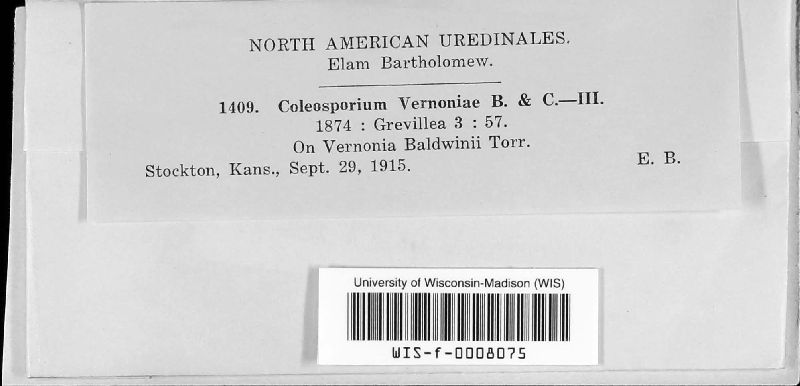 NORTH AMERICAN UREDINALES.
Elam Bartholomew.
1409. Coleosporium Vernoniae B. & C.—III.
1874 : Grevillea 3 : 57.
On Vernonia Baldwinii Torr.
Stockton, Kans., Sept. 29, 1915. E. B.
University of Wisconsin-Madison (WIS)
WIS-f-0008075